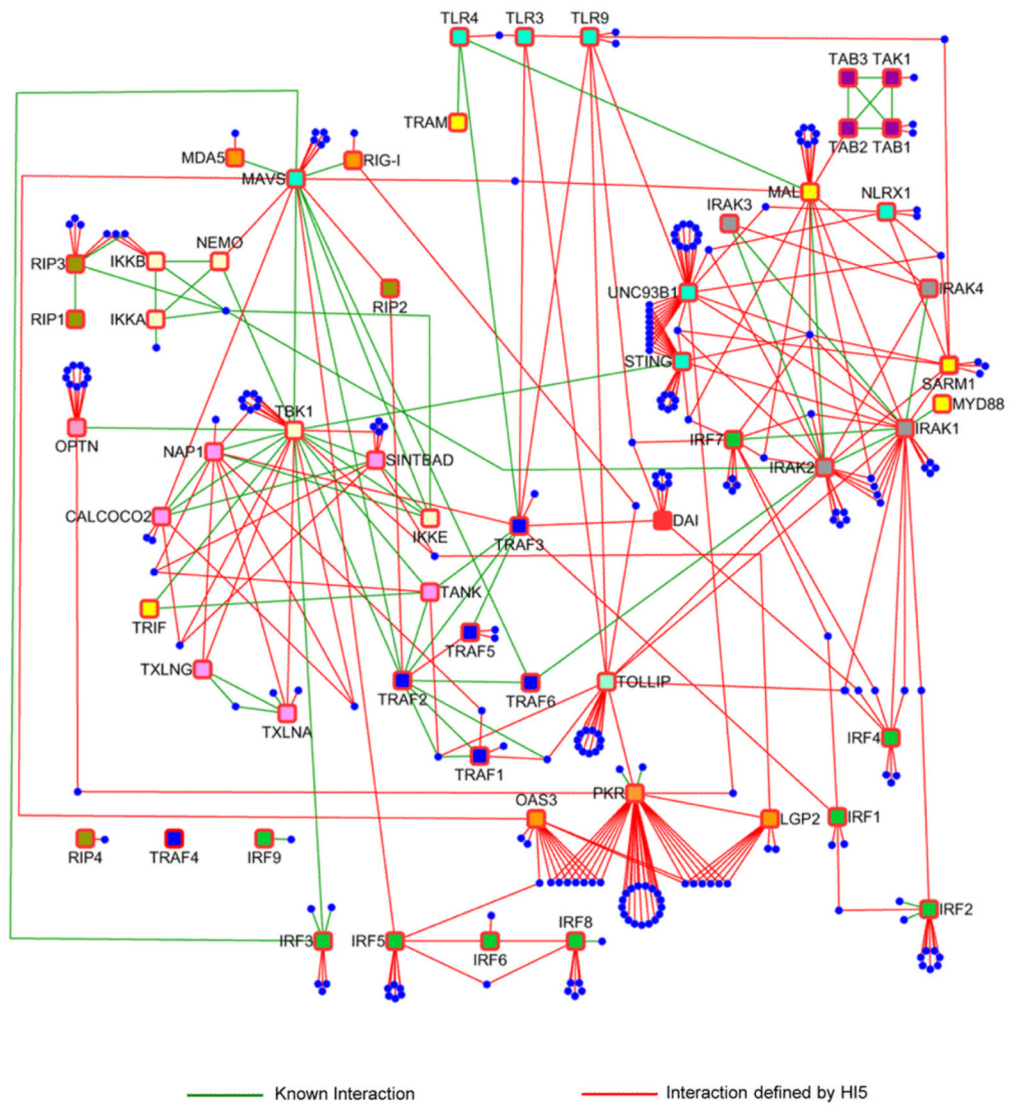 TLR4 TLR3 TLR9
TAB3 TAK1
TRAM
TAB2 TAB1
MDA5 RIG-I
MAVS
MAL NLRX1
IRAK3
NEMO
RIP3 IKKB
RIP2
UNC93B1 IRAK4
RIP1 IKKA
STING
SARM1
TBK1
MYD88
OPTN
NAP1 SINTBAD
IRF7 IRAK1
IRAK2
CALCOCO2
IKKE TRAF3 DAI
TANK
TRIF
TRAF5
TXLNG
TRAF2 TRAF6 TOLLIP
TXLNA
IRF4
TRAF1
OAS3 PKR
LGP2 IRF1
RIP4 TRAF4 IRF9
IRF2
IRF3 IRF5 IRF6 IRF8
Known Interaction Interaction defined by HI5